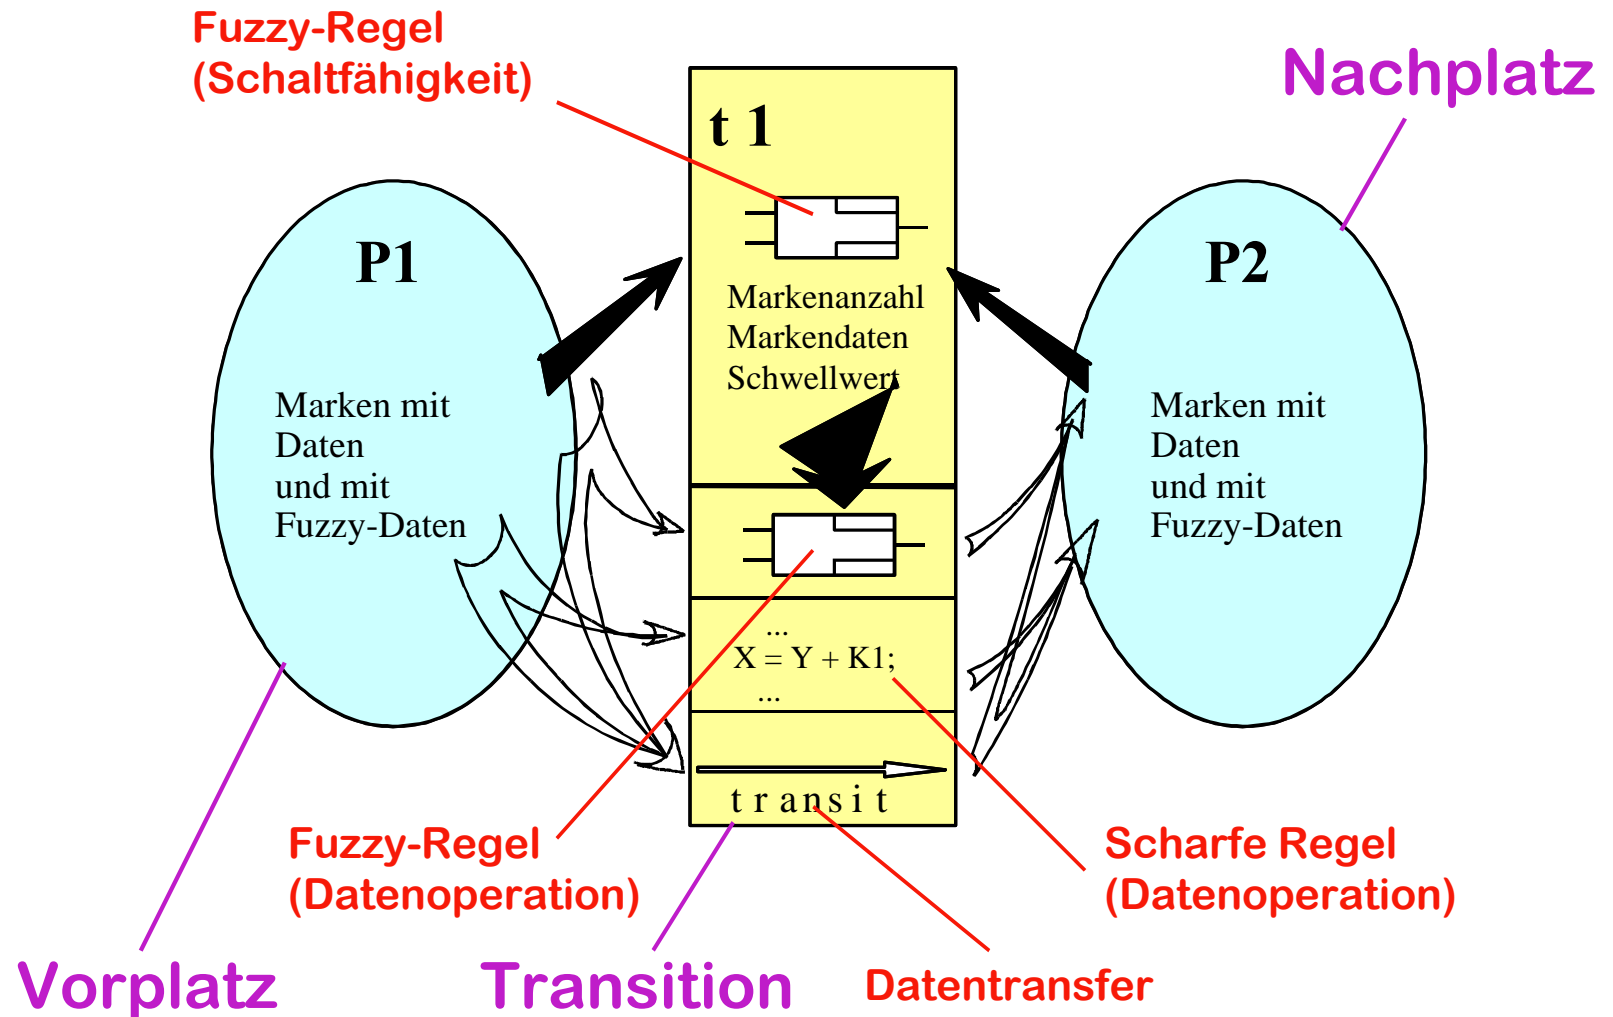 Fuzzy-Regel
(Schaltfähigkeit)
Nachplatz
t 1
P1
P2
Markenanzahl
Markendaten
Schwellwert
Marken mit
Daten
und mit
Fuzzy-Daten
Marken mit
Daten
und mit
Fuzzy-Daten
...
X = Y + K1;
...
transit
Fuzzy-Regel
(Datenoperation)
Scharfe Regel
(Datenoperation)
Vorplatz
Transition
Datentransfer